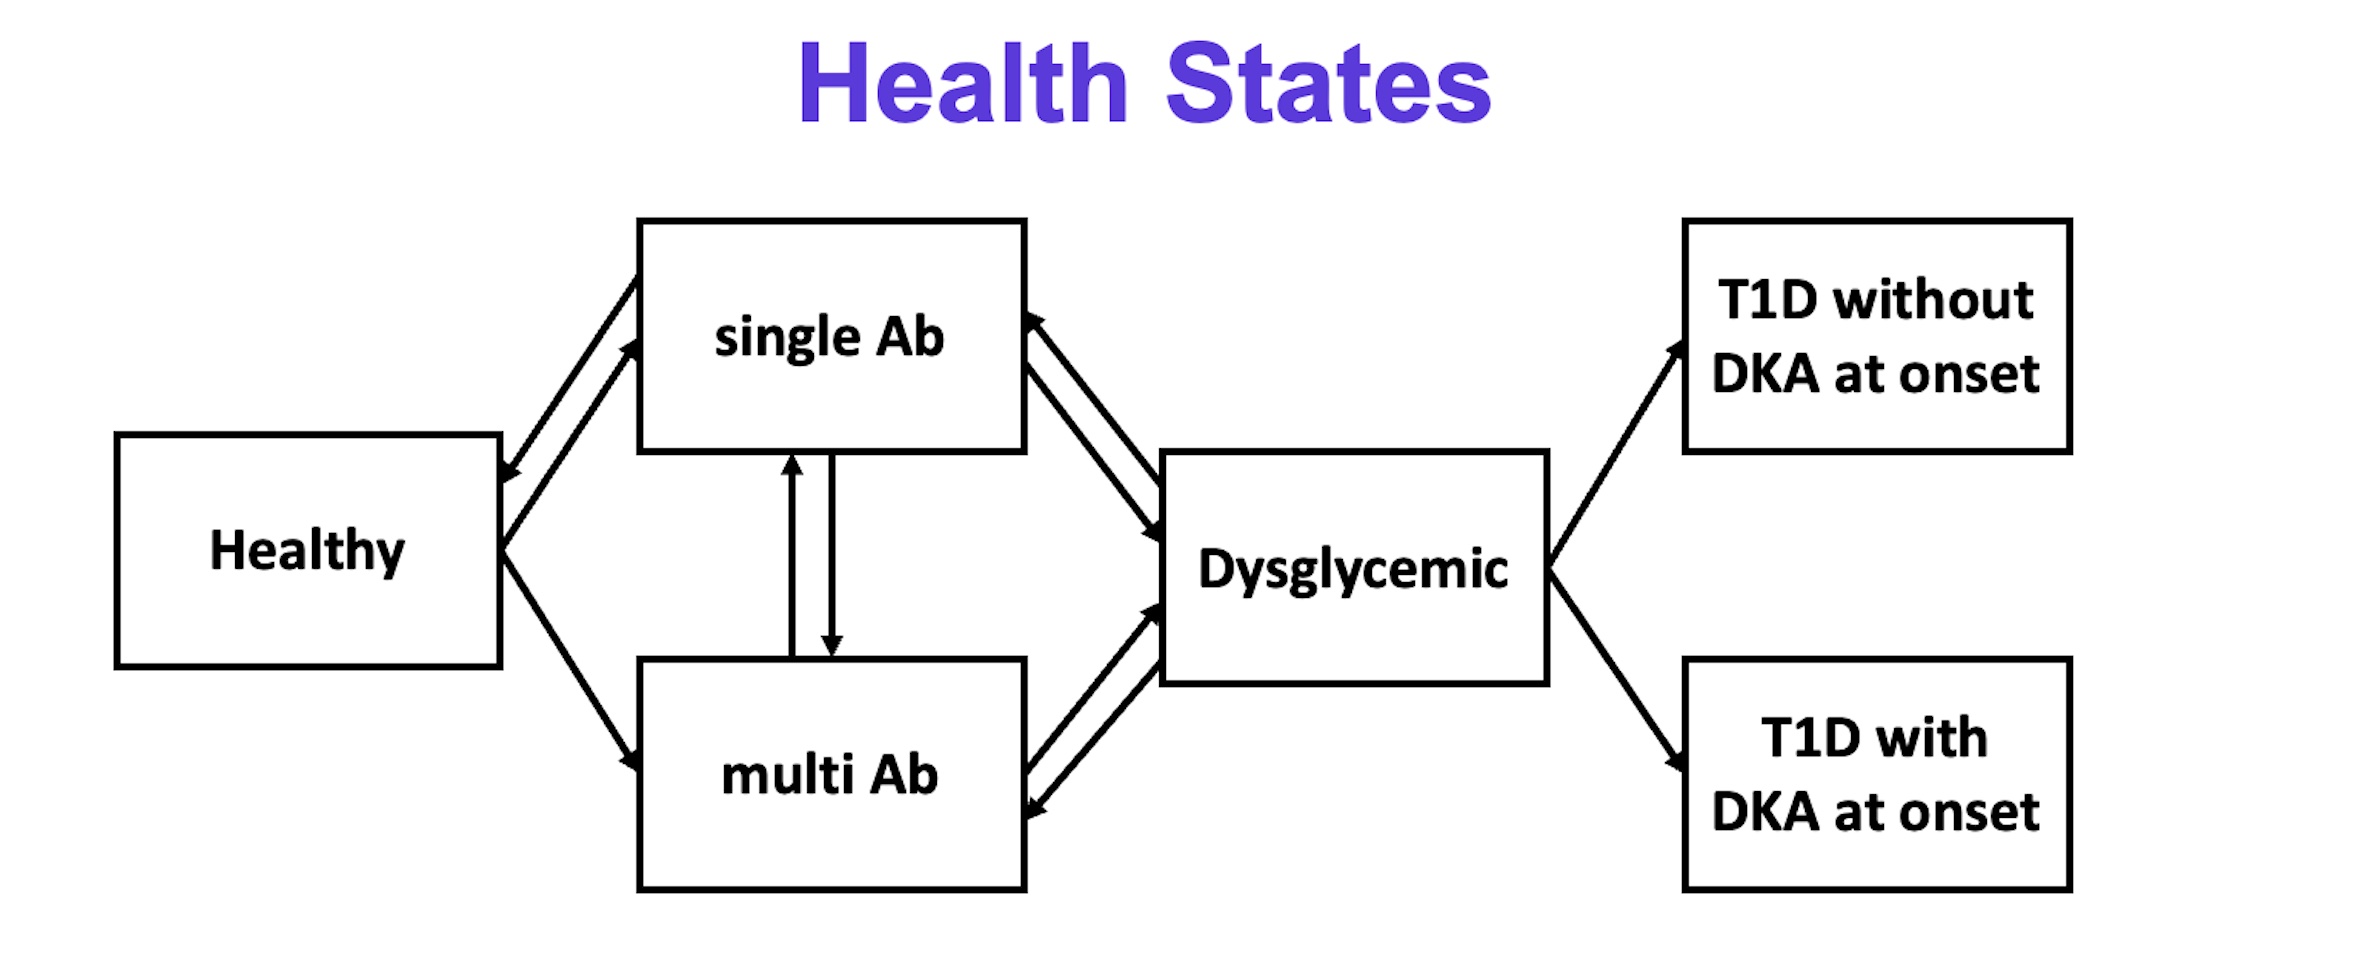 Health States
single Ab
T1D without
DKA at onset
Healthy
Dysglycemic
multi Ab
T1D with
DKA at onset